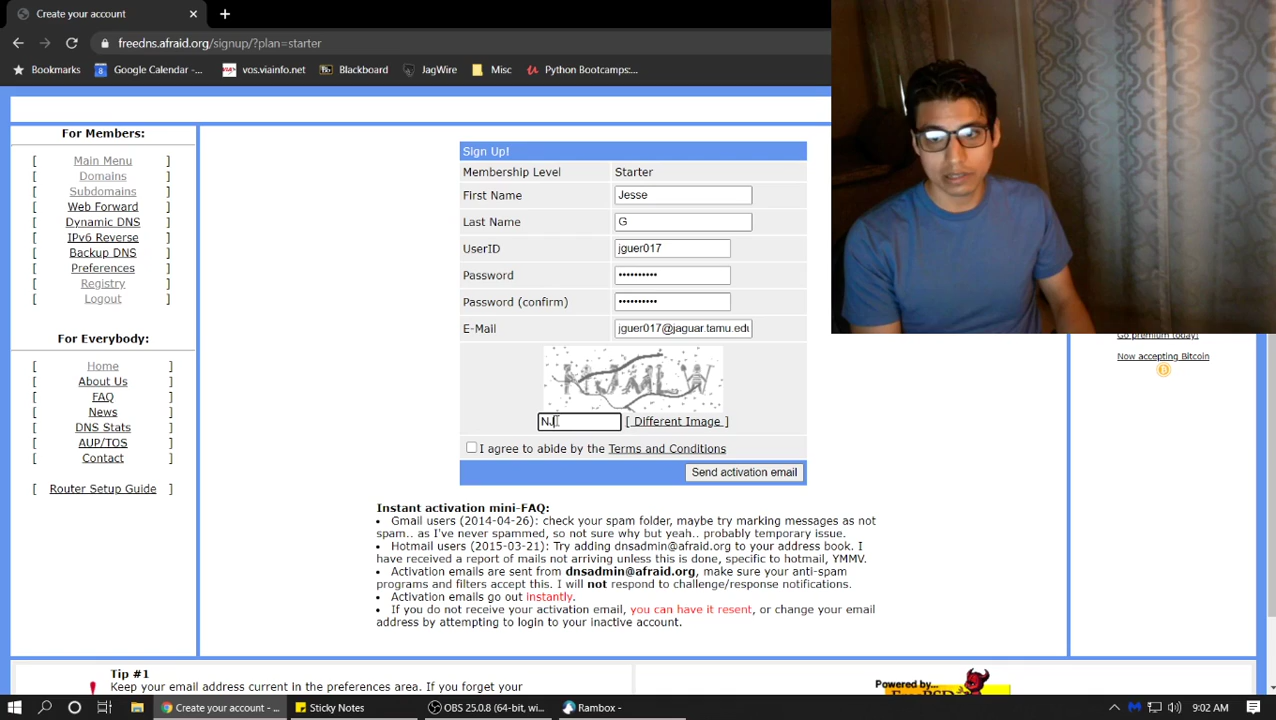 Create your account
freedns.afraid.org/signup/?plan=starter
Bookmarks
Google Calendar -...
vos.viainfo.net
Blackboard
JagWire
Misc
Python Bootcamps:...
For Members:
[ Main Menu ]
[ Domains ]
[ Subdomains ]
[ Web Forward ]
[ Dynamic DNS ]
[ IPv6 Reverse ]
[ Backup DNS ]
[ Preferences ]
[ Registry ]
[ Logout ]
For Everybody:
[ Home ]
[ About Us ]
[ FAQ ]
[ News ]
[ DNS Stats ]
[ AUP/TOS ]
[ Contact ]
[ Router Setup Guide ]
Sign Up!
Membership Level Starter
First Name Jesse
Last Name G
UserID jguer017
Password ••••••••••
Password (confirm) ••••••••••
E-Mail jguer017@jaguar.tamu.edu
NJ [ Different Image ]
I agree to abide by the Terms and Conditions
Send activation email
Instant activation mini-FAQ:
• Gmail users (2014-04-26): check your spam folder, maybe try marking messages as not
spam.. as I've never spammed, so not sure why but yeah.. probably temporary issue.
• Hotmail users (2015-03-21): Try adding dnsadmin@afraid.org to your address book. I
have received a report of mails not arriving unless this is done, specific to hotmail, YMMV.
• Activation emails are sent from dnsadmin@afraid.org, make sure your anti-spam
programs and filters accept this. I will not respond to challenge/response notifications.
• Activation emails go out instantly.
• If you do not receive your activation email, you can have it resent, or change your email
address by attempting to login to your inactive account.
Go premium today!
Now accepting Bitcoin
Tip #1
Keep your email address current in the preferences area. If you forget your
Powered by:
FreeBSD
Create your account - ...
Sticky Notes
OBS 25.0.8 (64-bit, wi...
Rambox -
9:02 AM